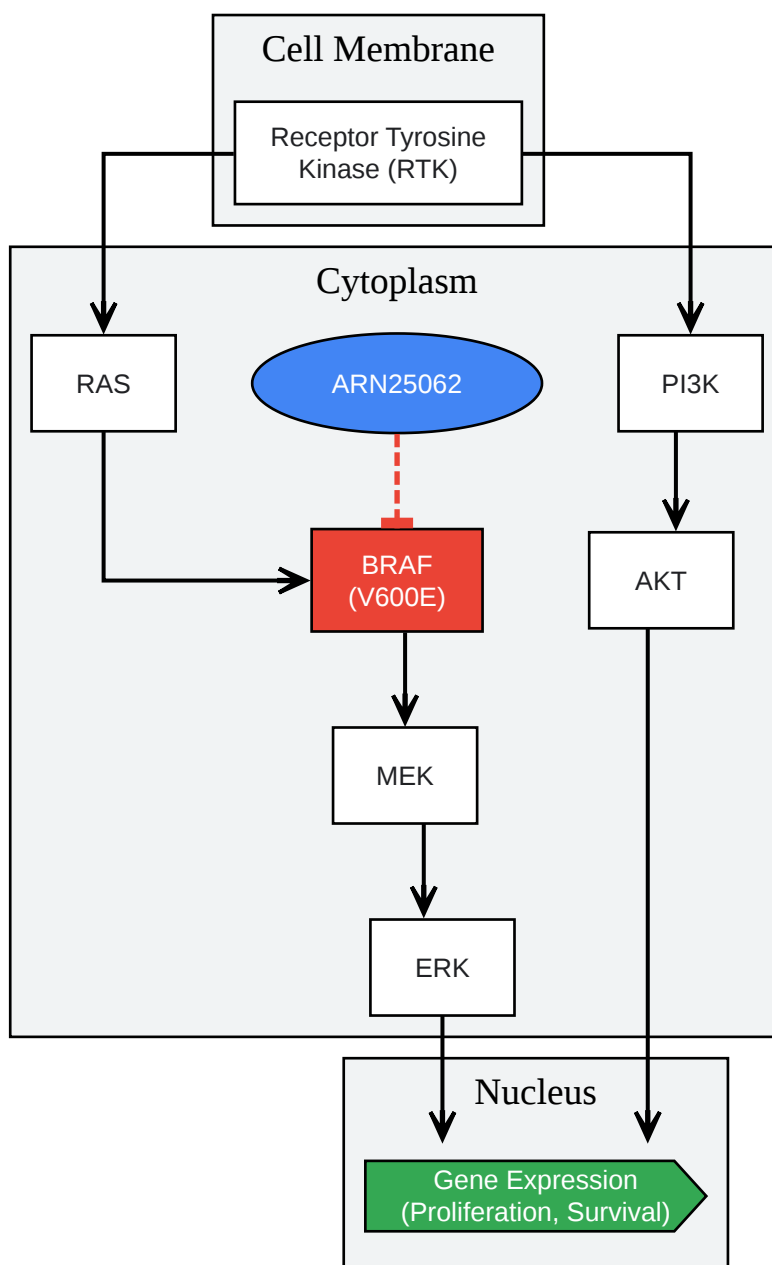 Cell Membrane
Receptor Tyrosine
Kinase (RTK)
Cytoplasm
RAS
ARN25062
PI3K
BRAF
(V600E)
AKT
MEK
ERK
Nucleus
Gene Expression
(Proliferation, Survival)